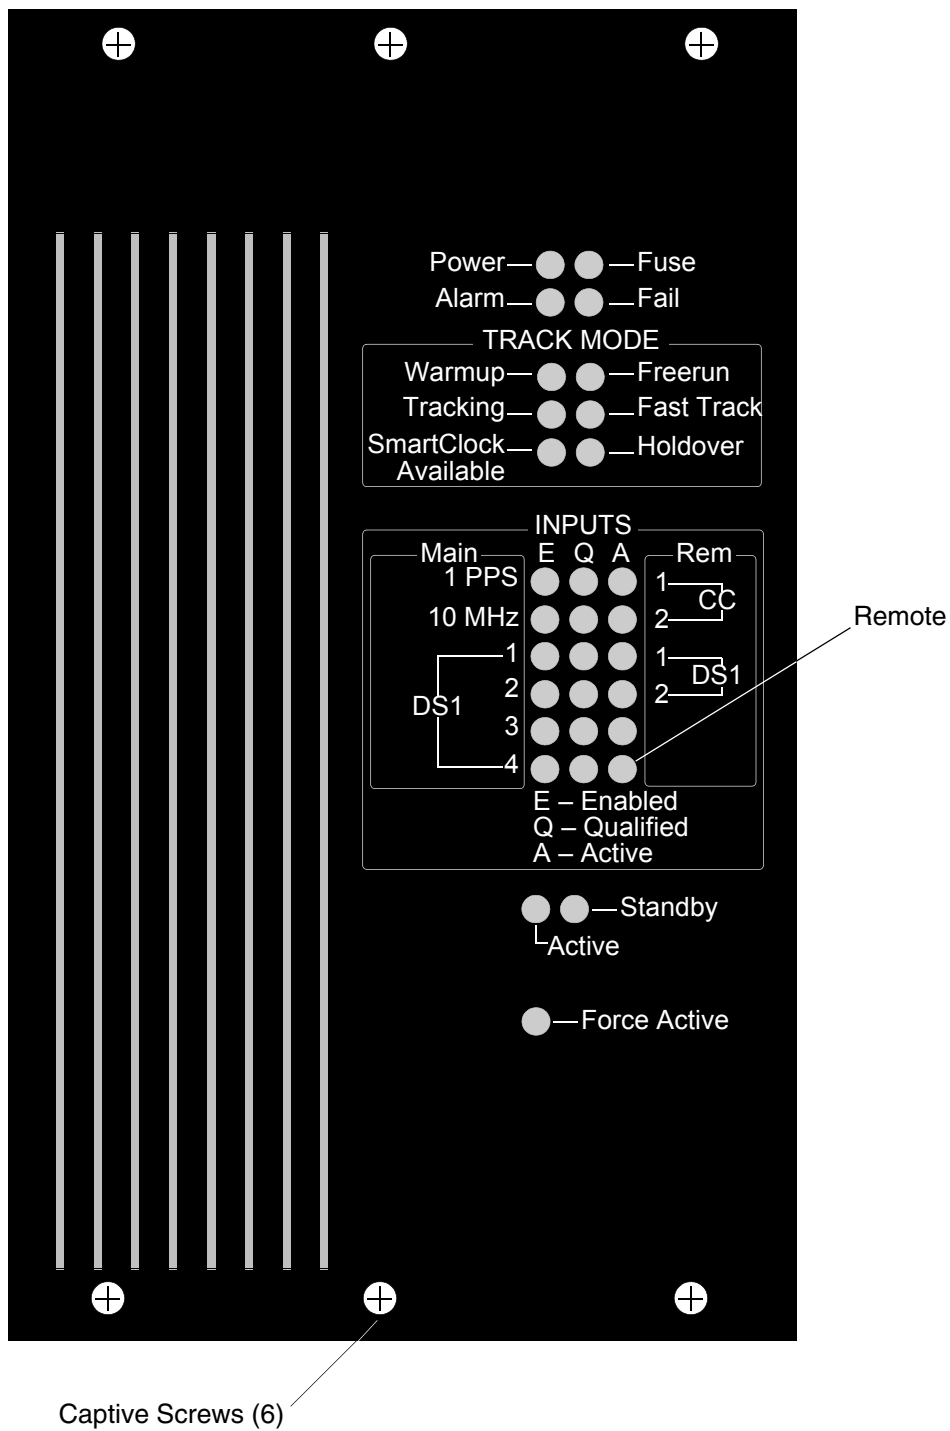 Power
Fuse
Alarm
Fail
TRACK MODE
Warmup
Freerun
Tracking
Fast Track
SmartClock
Available
Holdover
INPUTS
Main
E Q A
Rem
1 PPS
1
CC
10 MHz
2
Remote
1
1
DS1
2
2
DS1
3
4
E – Enabled
Q – Qualified
A – Active
Standby
Active
Force Active
Captive Screws (6)